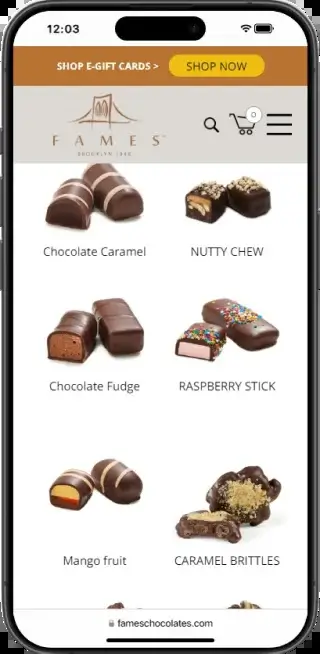 12:03
SHOP E-GIFT CARDS > SHOP NOW
FAMES
BROOKLYN 1946
0
Chocolate Caramel NUTTY CHEW
Chocolate Fudge RASPBERRY STICK
Mango fruit CARAMEL BRITTLES
fameschocolates.com